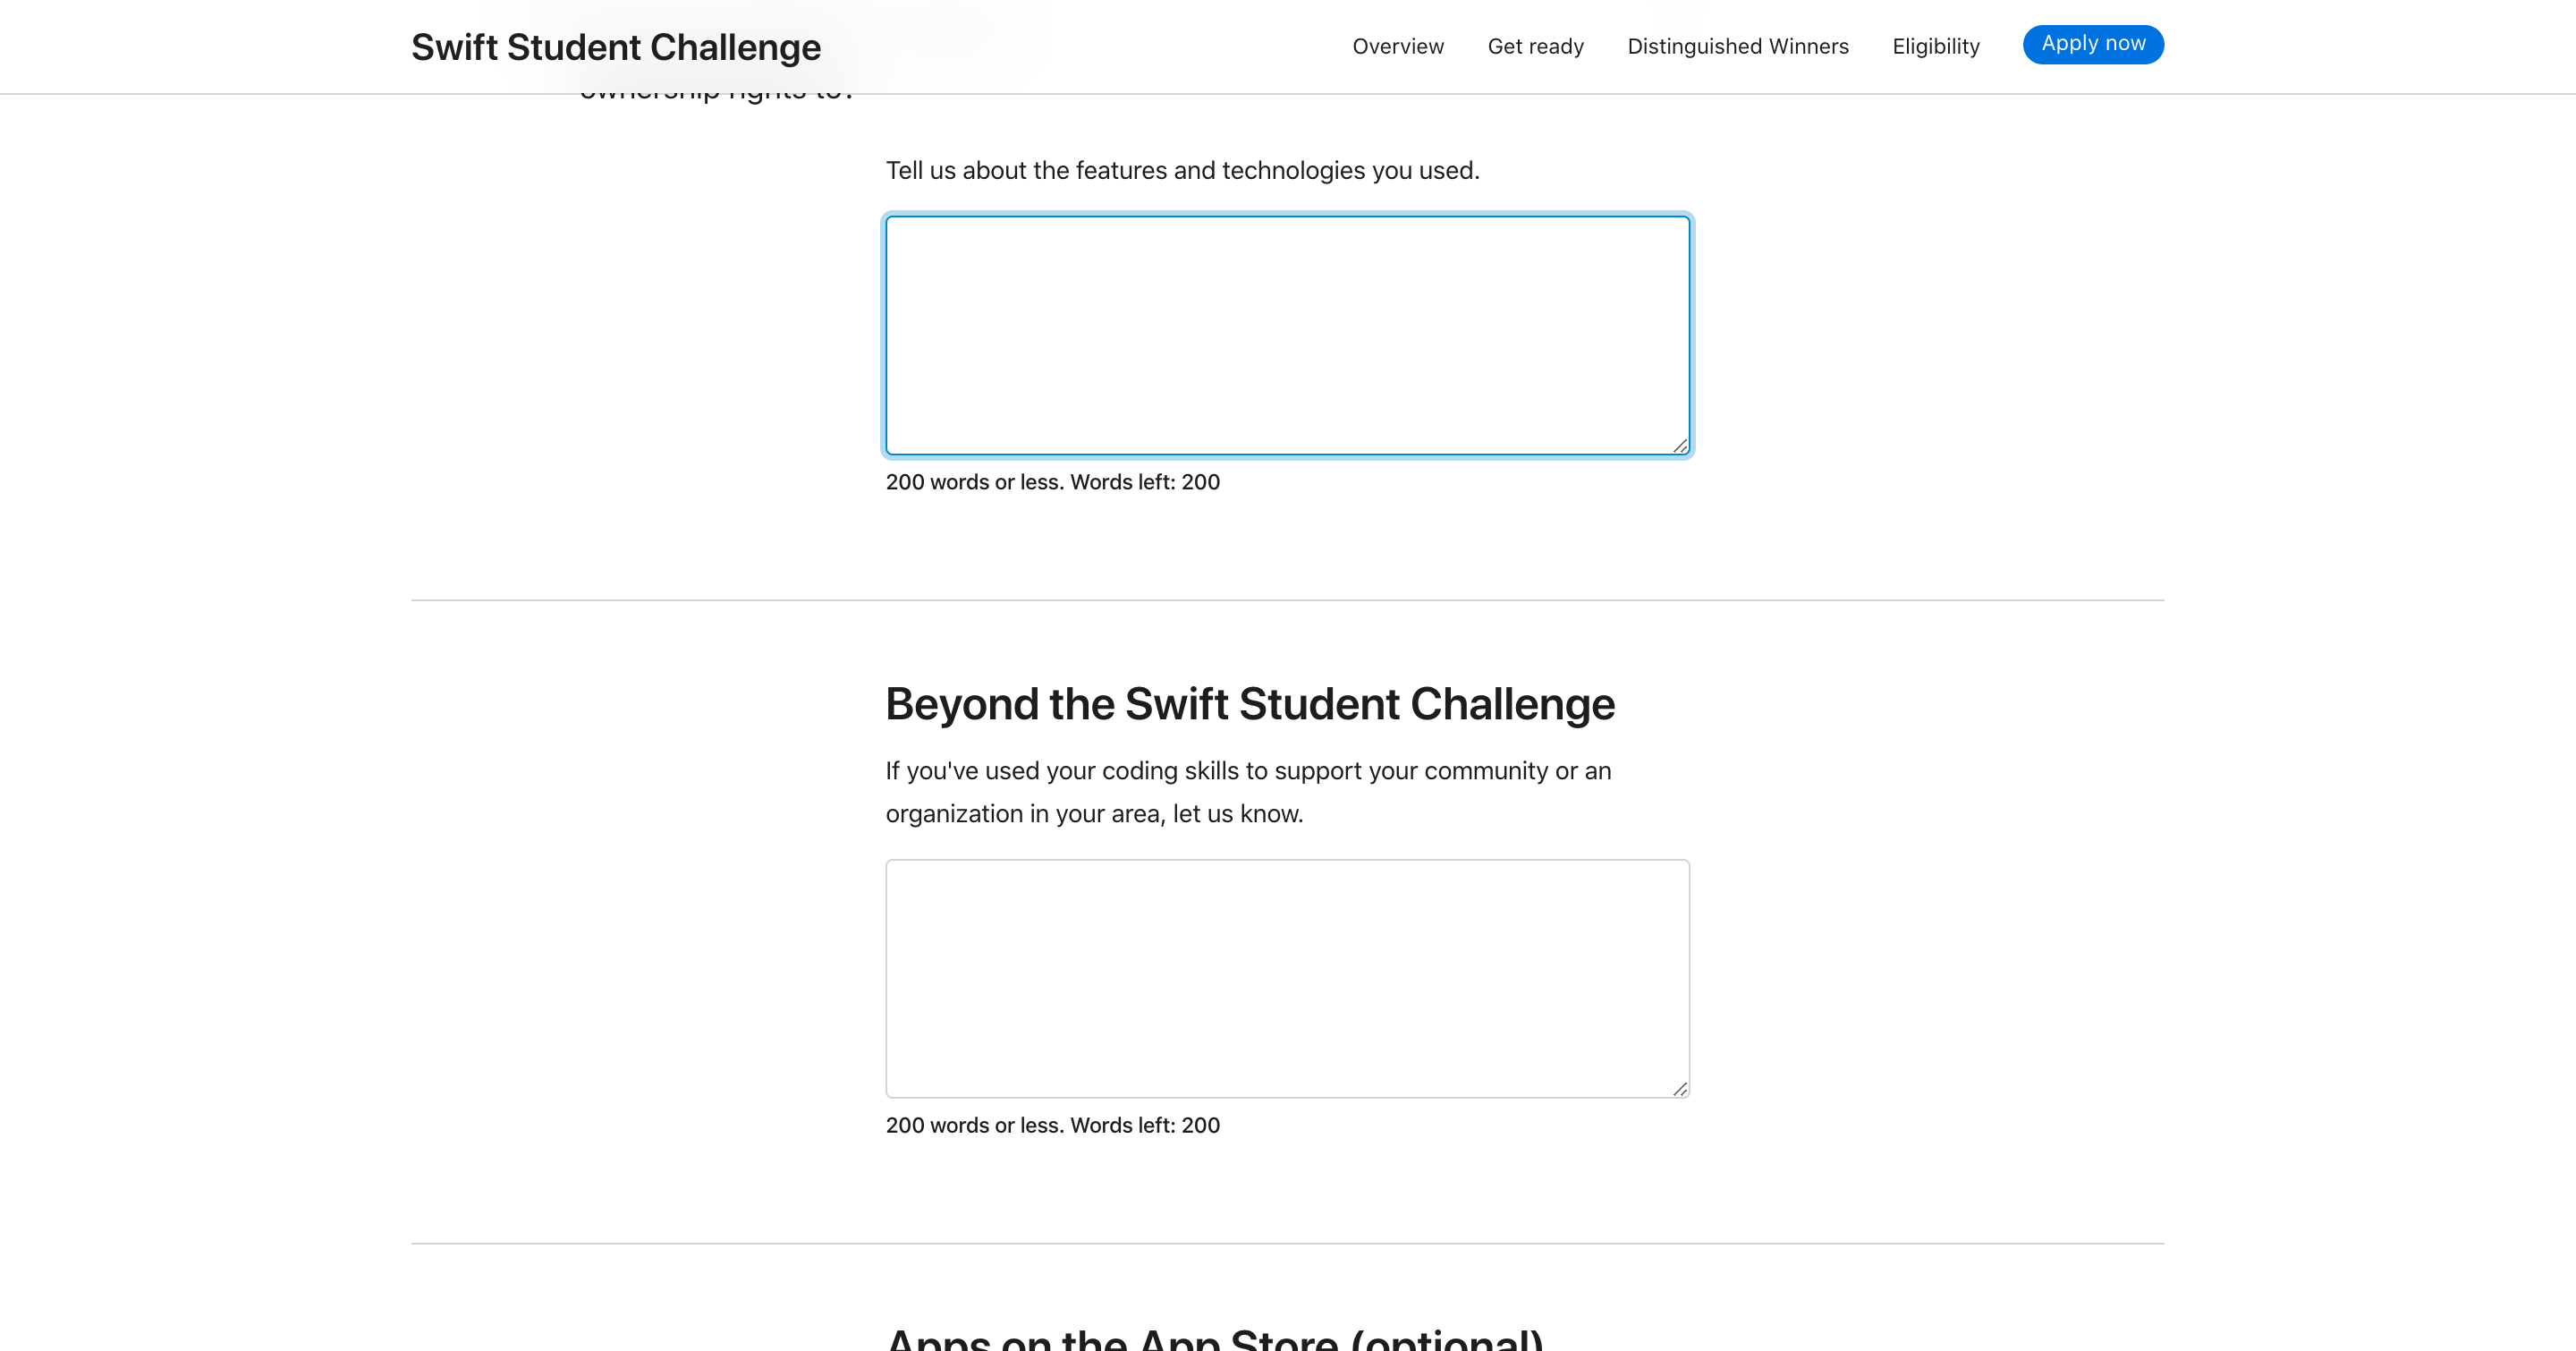 Swift Student Challenge
Overview
Get ready
Distinguished Winners
Eligibility
Apply now
ownership rights to?
Tell us about the features and technologies you used.
200 words or less. Words left: 200
Beyond the Swift Student Challenge
If you've used your coding skills to support your community or an
organization in your area, let us know.
200 words or less. Words left: 200
Apps on the App Store (optional)